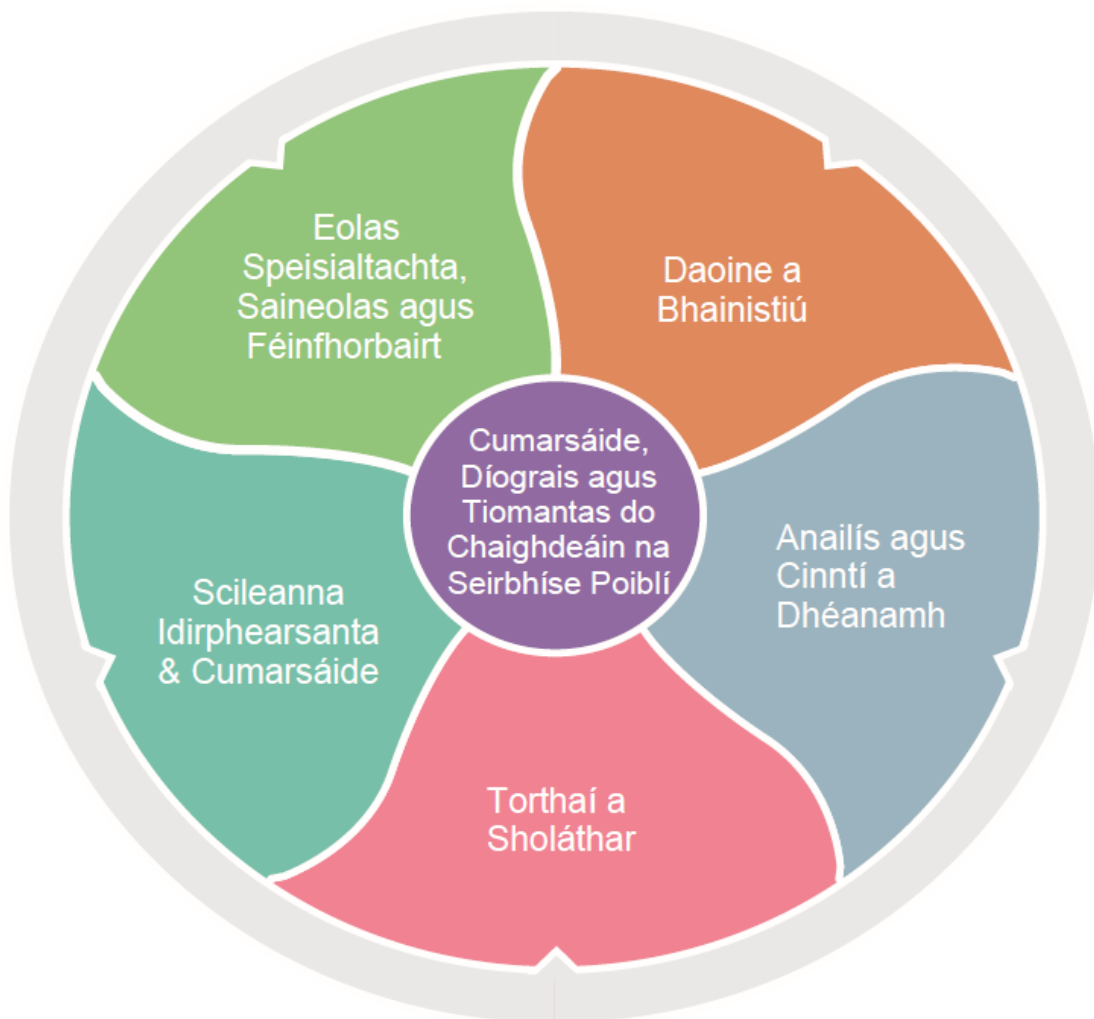 Eolas
Speisialtachta,
Saineolas agus
Féinfhorbairt
Daoine a
Bhainistiú
Cumarsáide,
Díograis agus
Tiomantas do
Chaighdeáin na
Seirbhíse Poiblí
Anailís agus
Cinntí a
Dhéanamh
Scileanna
Idirphearsanta
& Cumarsáide
Torthaí a
Sholáthar